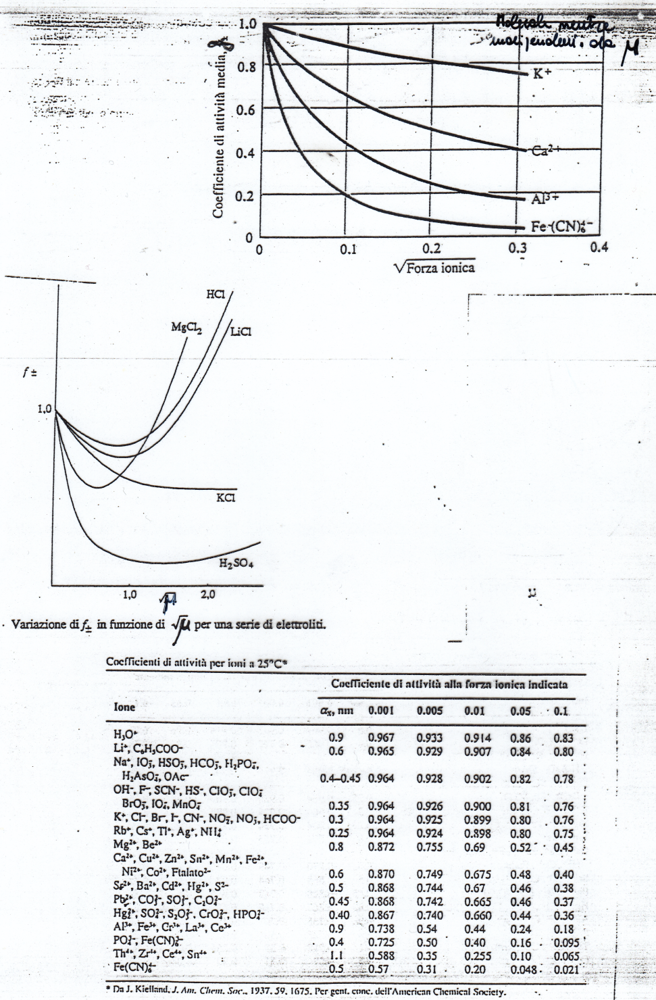 Molecole neutre
indipendenti da μ
1.0
0.8
0.6
0.4
0.2
0
Coefficiente di attività media,
K⁺
Ca²⁺
Al³⁺
Fe(CN)₆⁴⁻
0 0.1 0.2 0.3 0.4
√Forza ionica
HCl
MgCl₂
LiCl
f±
1,0
KCl
H₂SO₄
1,0 √μ 2,0
μ
Variazione di f± in funzione di √μ per una serie di elettroliti.
Coefficienti di attività per ioni a 25°C*
Coefficiente di attività alla forza ionica indicata
Ione αₓ, nm 0.001 0.005 0.01 0.05 0.1
H₃O⁺ 0.9 0.967 0.933 0.914 0.86 0.83
Li⁺, C₆H₅COO⁻ 0.6 0.965 0.929 0.907 0.84 0.80
Na⁺, IO₃⁻, HSO₃⁻, HCO₃⁻, H₂PO₄⁻,
H₂AsO₄⁻, OAc⁻ 0.4–0.45 0.964 0.928 0.902 0.82 0.78
OH⁻, F⁻, SCN⁻, HS⁻, ClO₃⁻, ClO₄⁻
BrO₃⁻, IO₄⁻, MnO₄⁻ 0.35 0.964 0.926 0.900 0.81 0.76
K⁺, Cl⁻, Br⁻, I⁻, CN⁻, NO₂⁻, NO₃⁻, HCOO⁻ 0.3 0.964 0.925 0.899 0.80 0.76
Rb⁺, Cs⁺, Tl⁺, Ag⁺, NH₄⁺ 0.25 0.964 0.924 0.898 0.80 0.75
Mg²⁺, Be²⁺ 0.8 0.872 0.755 0.69 0.52 0.45
Ca²⁺, Cu²⁺, Zn²⁺, Sn²⁺, Mn²⁺, Fe²⁺,
Ni²⁺, Co²⁺, Ftalato²⁻ 0.6 0.870 0.749 0.675 0.48 0.40
Sr²⁺, Ba²⁺, Cd²⁺, Hg²⁺, S²⁻ 0.5 0.868 0.744 0.67 0.46 0.38
Pb²⁺, CO₃²⁻, SO₃²⁻, C₂O₄²⁻ 0.45 0.868 0.742 0.665 0.46 0.37
Hg₂²⁺, SO₄²⁻, S₂O₃²⁻, CrO₄²⁻, HPO₄²⁻ 0.40 0.867 0.740 0.660 0.44 0.36
Al³⁺, Fe³⁺, Cr³⁺, La³⁺, Ce³⁺ 0.9 0.738 0.54 0.44 0.24 0.18
PO₄³⁻, Fe(CN)₆³⁻ 0.4 0.725 0.50 0.40 0.16 0.095
Th⁴⁺, Zr⁴⁺, Ce⁴⁺, Sn⁴⁺ 1.1 0.588 0.35 0.255 0.10 0.065
Fe(CN)₆⁴⁻ 0.5 0.57 0.31 0.20 0.048 0.021
* Da J. Kielland, J. Am. Chem. Soc., 1937, 59, 1675. Per gent. conc. dell'American Chemical Society.